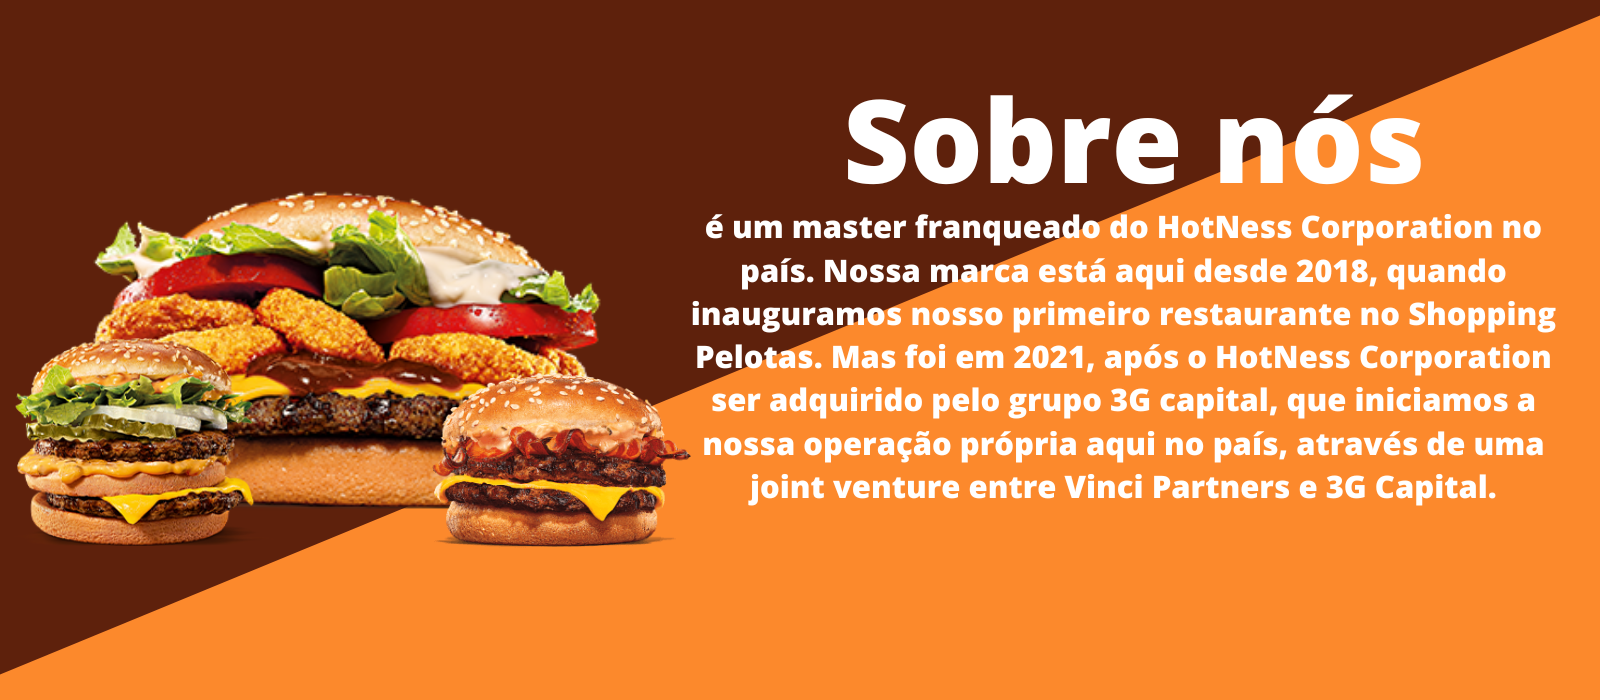 Sobre nós
é um master franqueado do HotNess Corporation no
país. Nossa marca está aqui desde 2018, quando
inauguramos nosso primeiro restaurante no Shopping
Pelotas. Mas foi em 2021, após o HotNess Corporation
ser adquirido pelo grupo 3G capital, que iniciamos a
nossa operação própria aqui no país, através de uma
joint venture entre Vinci Partners e 3G Capital.